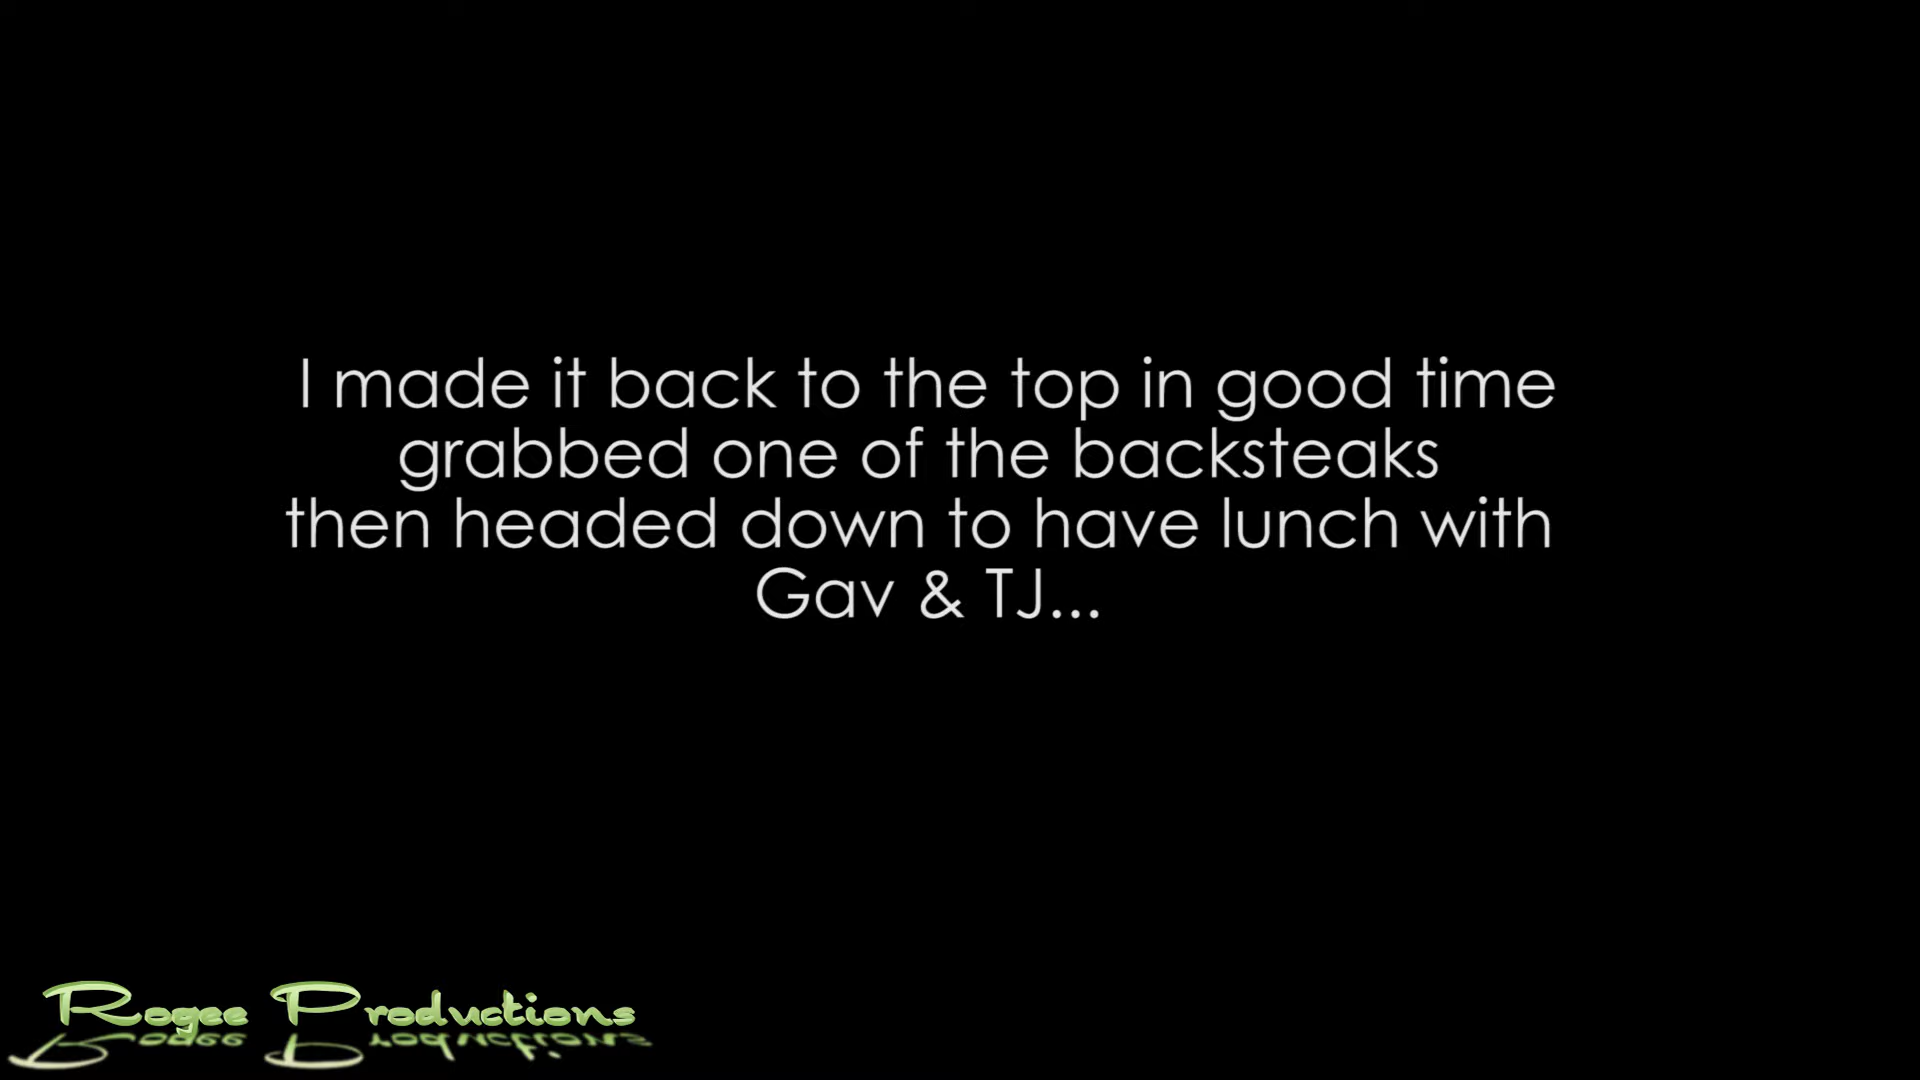 I made it back to the top in good time
grabbed one of the backsteaks
then headed down to have lunch with
Gav & TJ...
Rogee Productions